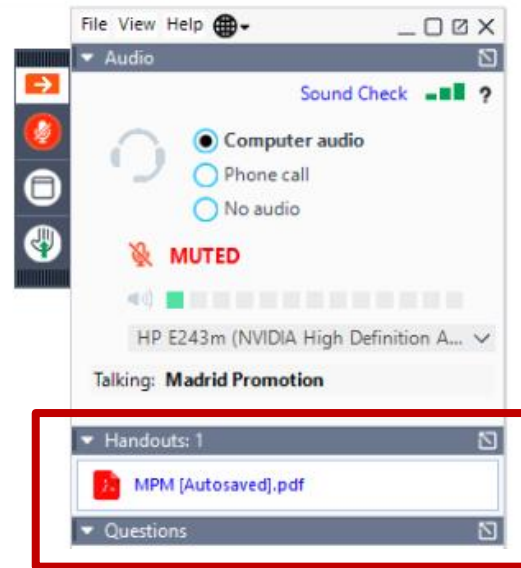 File View Help
Audio
Sound Check ?
Computer audio
Phone call
No audio
MUTED
HP E243m (NVIDIA High Definition A...
Talking: Madrid Promotion
Handouts: 1
MPM [Autosaved].pdf
Questions